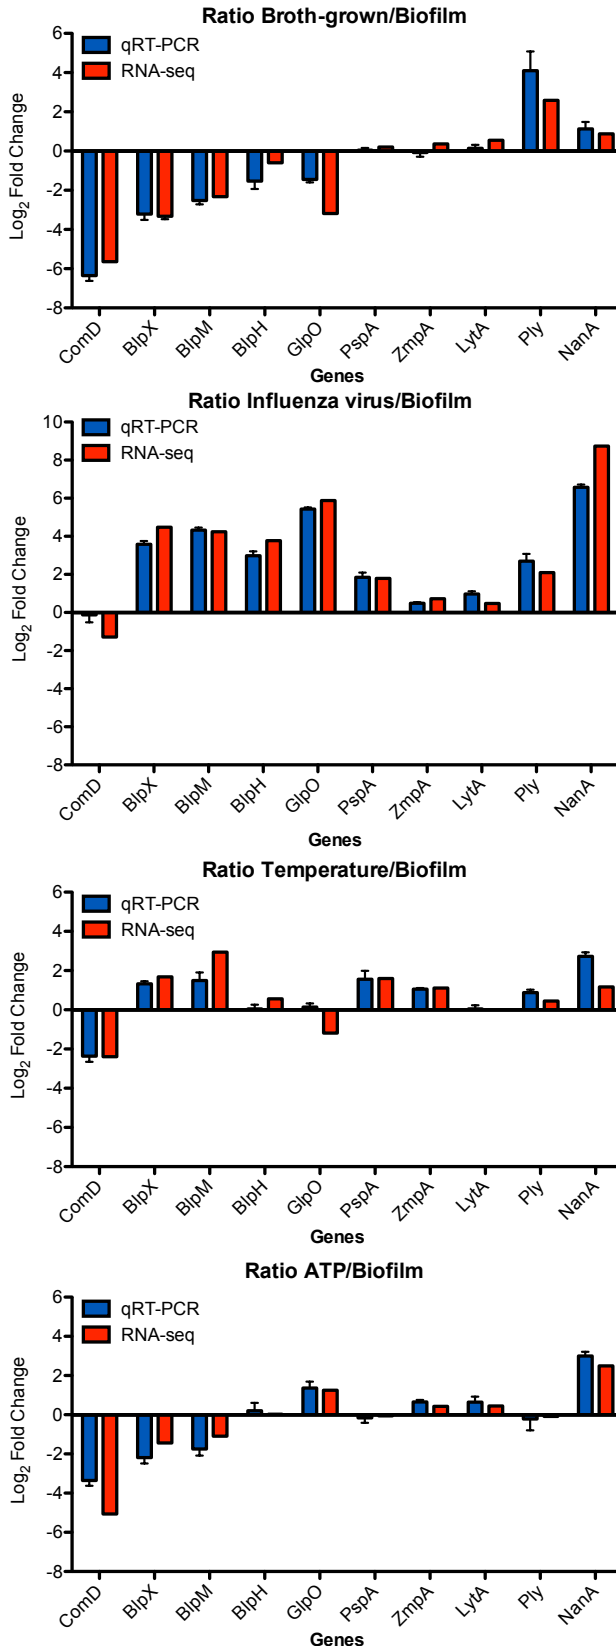 Ratio Broth-grown/Biofilm
qRT-PCR
RNA-seq
Log2 Fold Change
6
4
2
0
-2
-4
-6
-8
ComD BlpX BlpM BlpH GlpO PspA ZmpA LytA Ply NanA
Genes
Ratio Influenza virus/Biofilm
qRT-PCR
RNA-seq
Log2 Fold Change
10
8
6
4
2
0
-2
-4
-6
-8
ComD BlpX BlpM BlpH GlpO PspA ZmpA LytA Ply NanA
Genes
Ratio Temperature/Biofilm
qRT-PCR
RNA-seq
Log2 Fold Change
6
4
2
0
-2
-4
-6
-8
ComD BlpX BlpM BlpH GlpO PspA ZmpA LytA Ply NanA
Genes
Ratio ATP/Biofilm
qRT-PCR
RNA-seq
Log2 Fold Change
6
4
2
0
-2
-4
-6
-8
ComD BlpX BlpM BlpH GlpO PspA ZmpA LytA Ply NanA
Genes